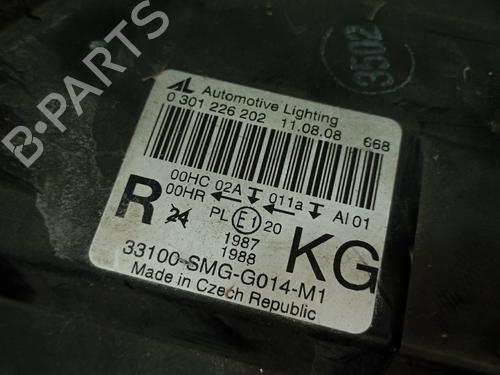 B-PARTS
3502
AL Automotive Lighting
0 301 226 202 11.08.08 668
00HC 02A 011a AI 01
00HR
R 24 PL E1 20
1987
1988
KG
33100-SMG-G014-M1
Made in Czech Republic